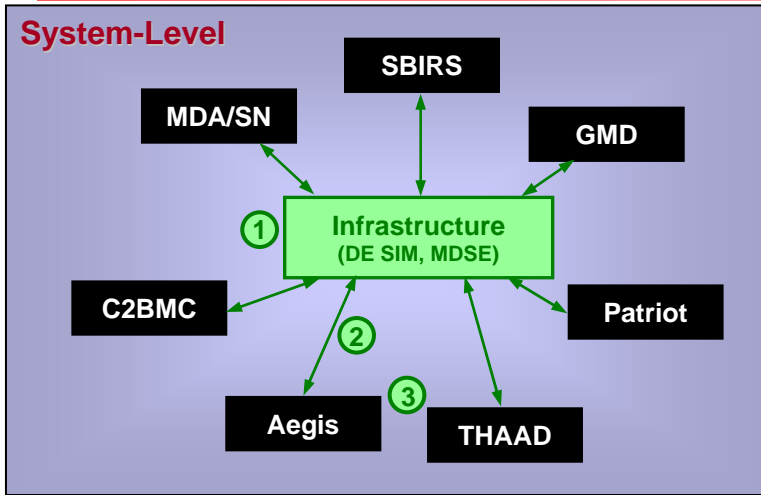 System-Level
SBIRS
MDA/SN
GMD
1
Infrastructure
(DE SIM, MDSE)
C2BMC
Patriot
2
3
Aegis
THAAD